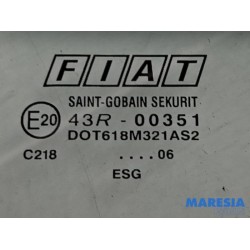 FIAT
SAINT-GOBAIN SEKURIT
E20 43R - 00351
DOT618M321AS2
C218 ....06
ESG
MARESIA